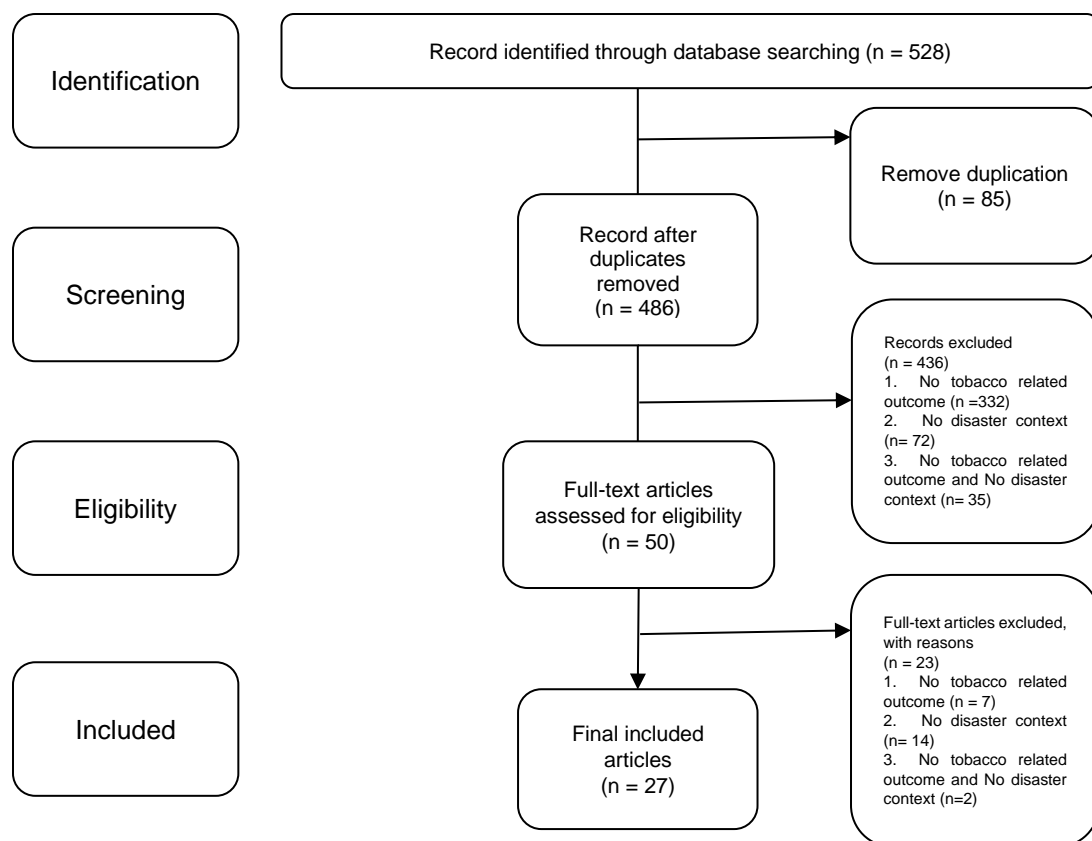 Identification
Record identified through database searching (n = 528)
Remove duplication
(n = 85)
Screening
Record after
duplicates
removed
(n = 486)
Records excluded
(n = 436)
1. No tobacco related
outcome (n =332)
2. No disaster context
(n= 72)
3. No tobacco related
outcome and No disaster
context (n= 35)
Eligibility
Full-text articles
assessed for eligibility
(n = 50)
Full-text articles excluded,
with reasons
(n = 23)
1. No tobacco related
outcome (n = 7)
2. No disaster context
(n= 14)
3. No tobacco related
outcome and No disaster
context (n=2)
Included
Final included
articles
(n = 27)